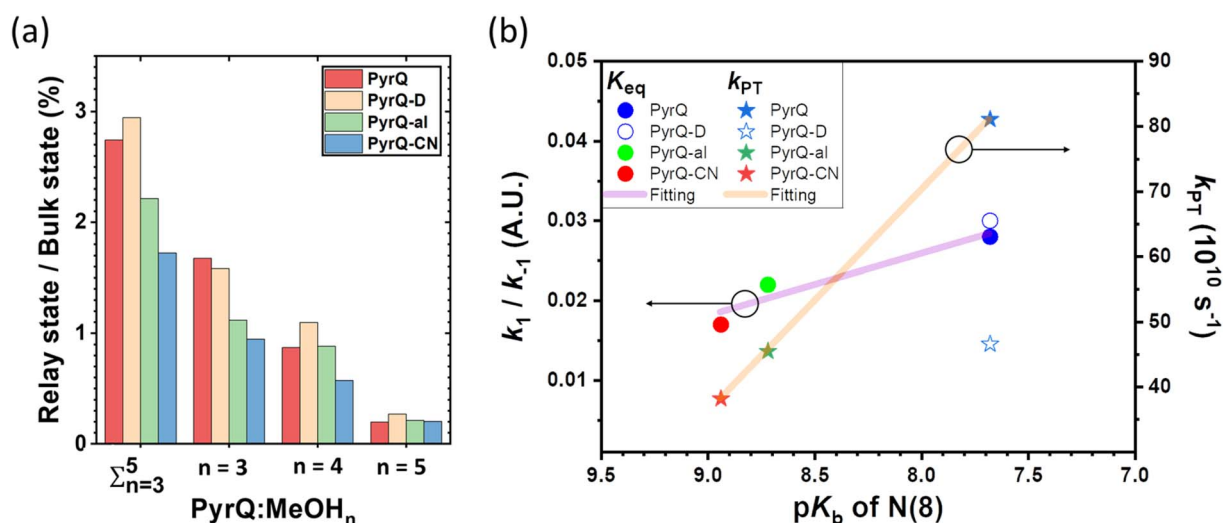 (a)
Relay state / Bulk state (%)
3
2
1
0
PyrQ
PyrQ-D
PyrQ-al
PyrQ-CN
Σ⁵ₙ₌₃
n = 3
n = 4
n = 5
PyrQ:MeOHₙ
(b)
k₁ / k₋₁ (A.U.)
0.05
0.04
0.03
0.02
0.01
Keq kPT
PyrQ PyrQ
PyrQ-D PyrQ-D
PyrQ-al PyrQ-al
PyrQ-CN PyrQ-CN
Fitting Fitting
90
80
70
60
50
40
kPT (10¹⁰ s⁻¹)
9.5 9.0 8.5 8.0 7.5 7.0
pKb of N(8)